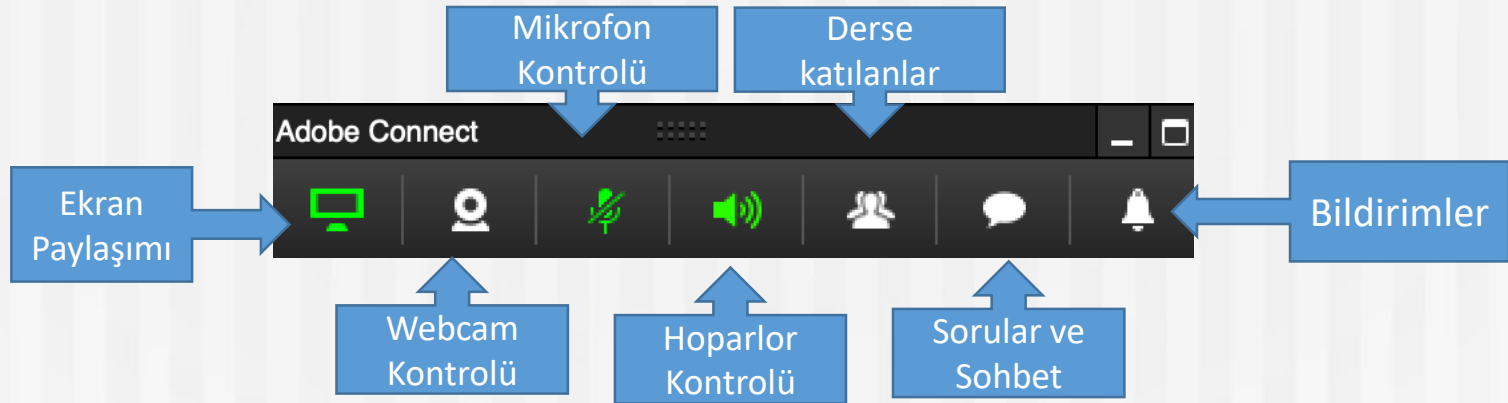 Mikrofon
Kontrolü
Derse
katılanlar
Adobe Connect
Ekran
Paylaşımı
Bildirimler
Webcam
Kontrolü
Hoparlor
Kontrolü
Sorular ve
Sohbet